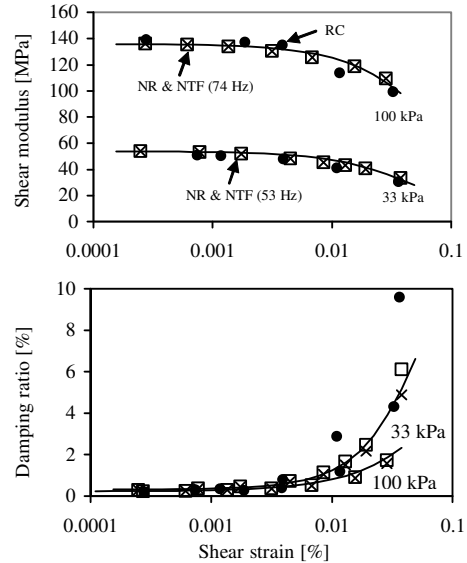 160
140
120
100
80
60
40
20
0
Shear modulus [MPa]
RC
NR & NTF (74 Hz)
100 kPa
NR & NTF (53 Hz)
33 kPa
0.0001
0.001
0.01
0.1
10
8
6
4
2
0
Damping ratio [%]
33 kPa
100 kPa
0.0001
0.001
0.01
0.1
Shear strain [%]